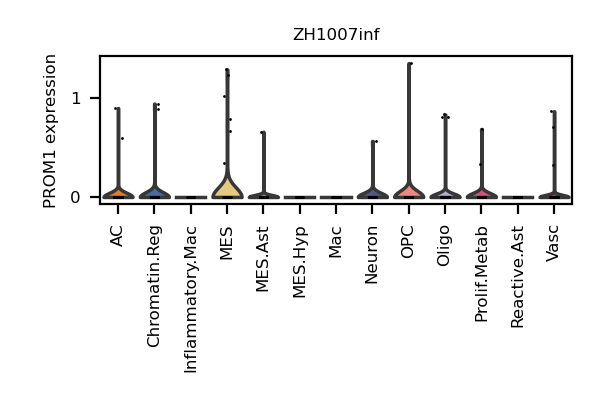 ZH1007inf
PROM1 expression
1
0
AC
Chromatin.Reg
Inflammatory.Mac
MES
MES.Ast
MES.Hyp
Mac
Neuron
OPC
Oligo
Prolif.Metab
Reactive.Ast
Vasc